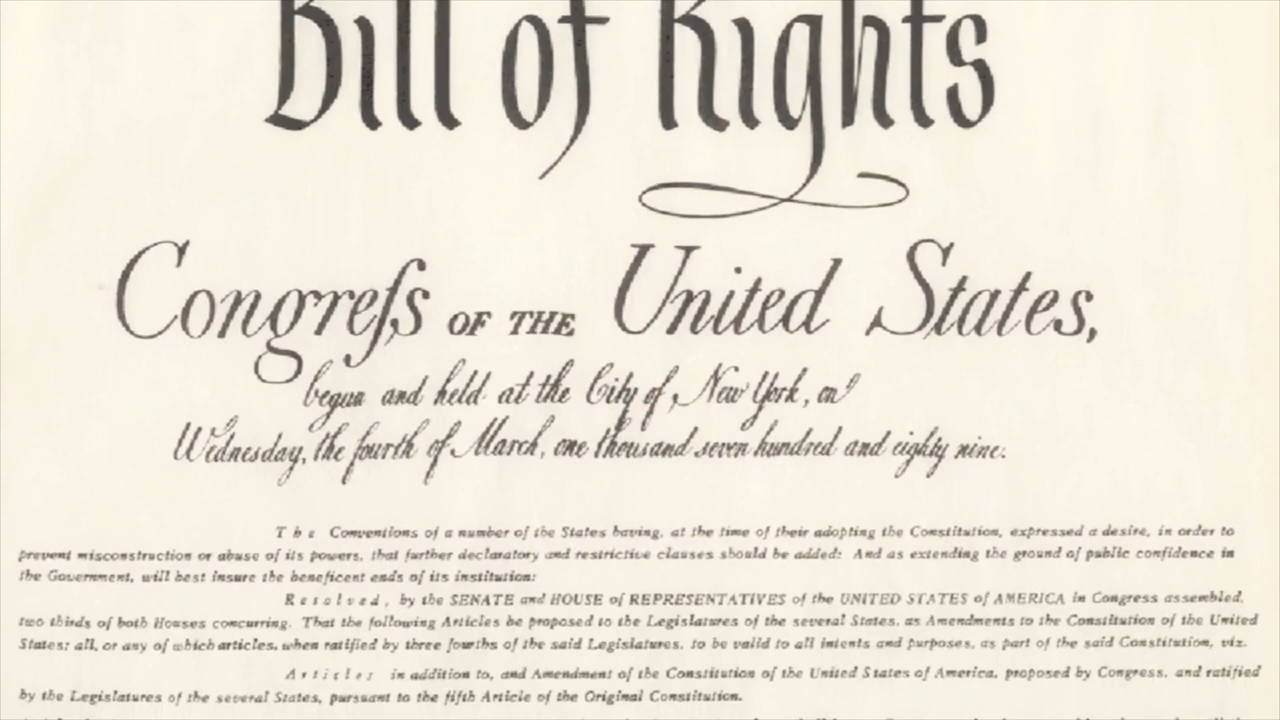 Bill of Rights
Congreſs OF THE United States,
begun and held at the City of New York, on
Wednesday, the fourth of March, one thousand seven hundred and eighty nine.
The Conventions of a number of the States having, at the time of their adopting the Constitution, expressed a desire, in order to
prevent misconstruction or abuse of its powers, that further declaratory and restrictive clauses should be added: And as extending the ground of public confidence in
the Government, will best insure the beneficent ends of its institution:
Resolved, by the SENATE and HOUSE of REPRESENTATIVES of the UNITED STATES of AMERICA in Congress assembled,
two thirds of both Houses concurring. That the following Articles be proposed to the Legislatures of the several States, as Amendments to the Constitution of the United
States; all, or any of which articles, when ratified by three fourths of the said Legislatures, to be valid to all intents and purposes, as part of the said Constitution, viz.
Articles in addition to, and Amendment of the Constitution of the United States of America, proposed by Congress, and ratified
by the Legislatures of the several States, pursuant to the fifth Article of the Original Constitution.